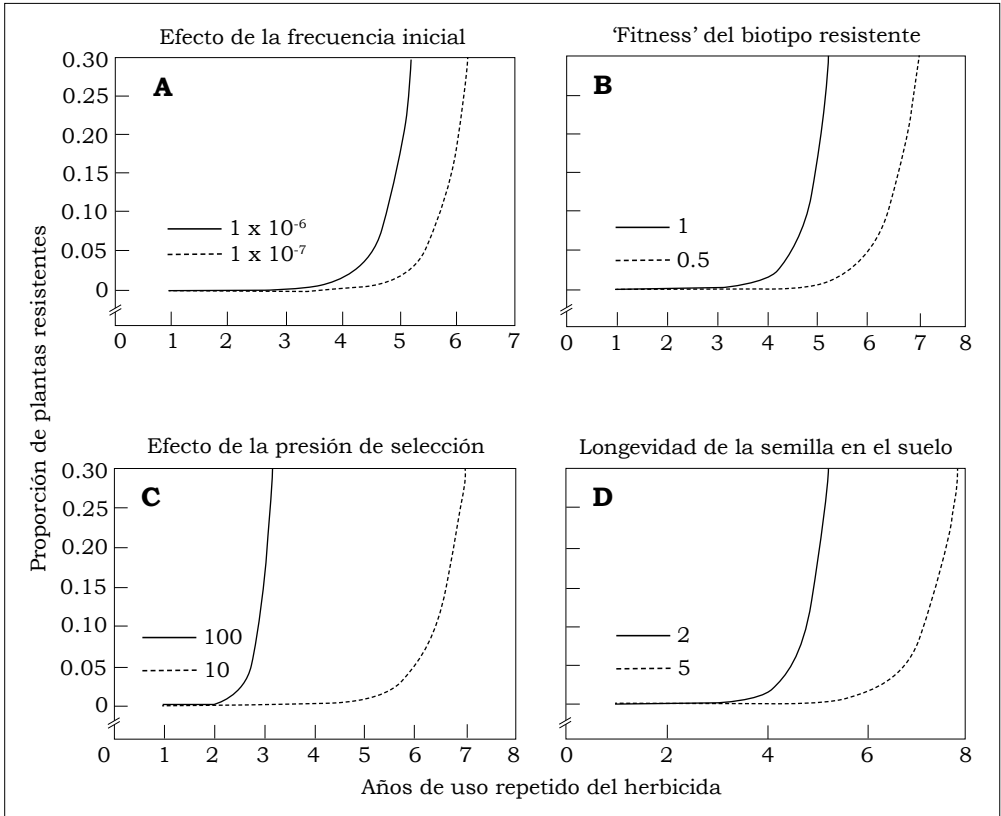 Efecto de la frecuencia inicial
‘Fitness’ del biotipo resistente
Proporción de plantas resistentes
A
0.30
0.25
0.20
0.15
0.10
0.05
0
1 x 10⁻⁶
1 x 10⁻⁷
0 1 2 3 4 5 6 7
B
1
0.5
0 1 2 3 4 5 6 7 8
Efecto de la presión de selección
Longevidad de la semilla en el suelo
C
0.30
0.25
0.20
0.15
0.10
0.05
0
100
10
0 1 2 3 4 5 6 7 8
D
2
5
0 2 4 6 8
Años de uso repetido del herbicida